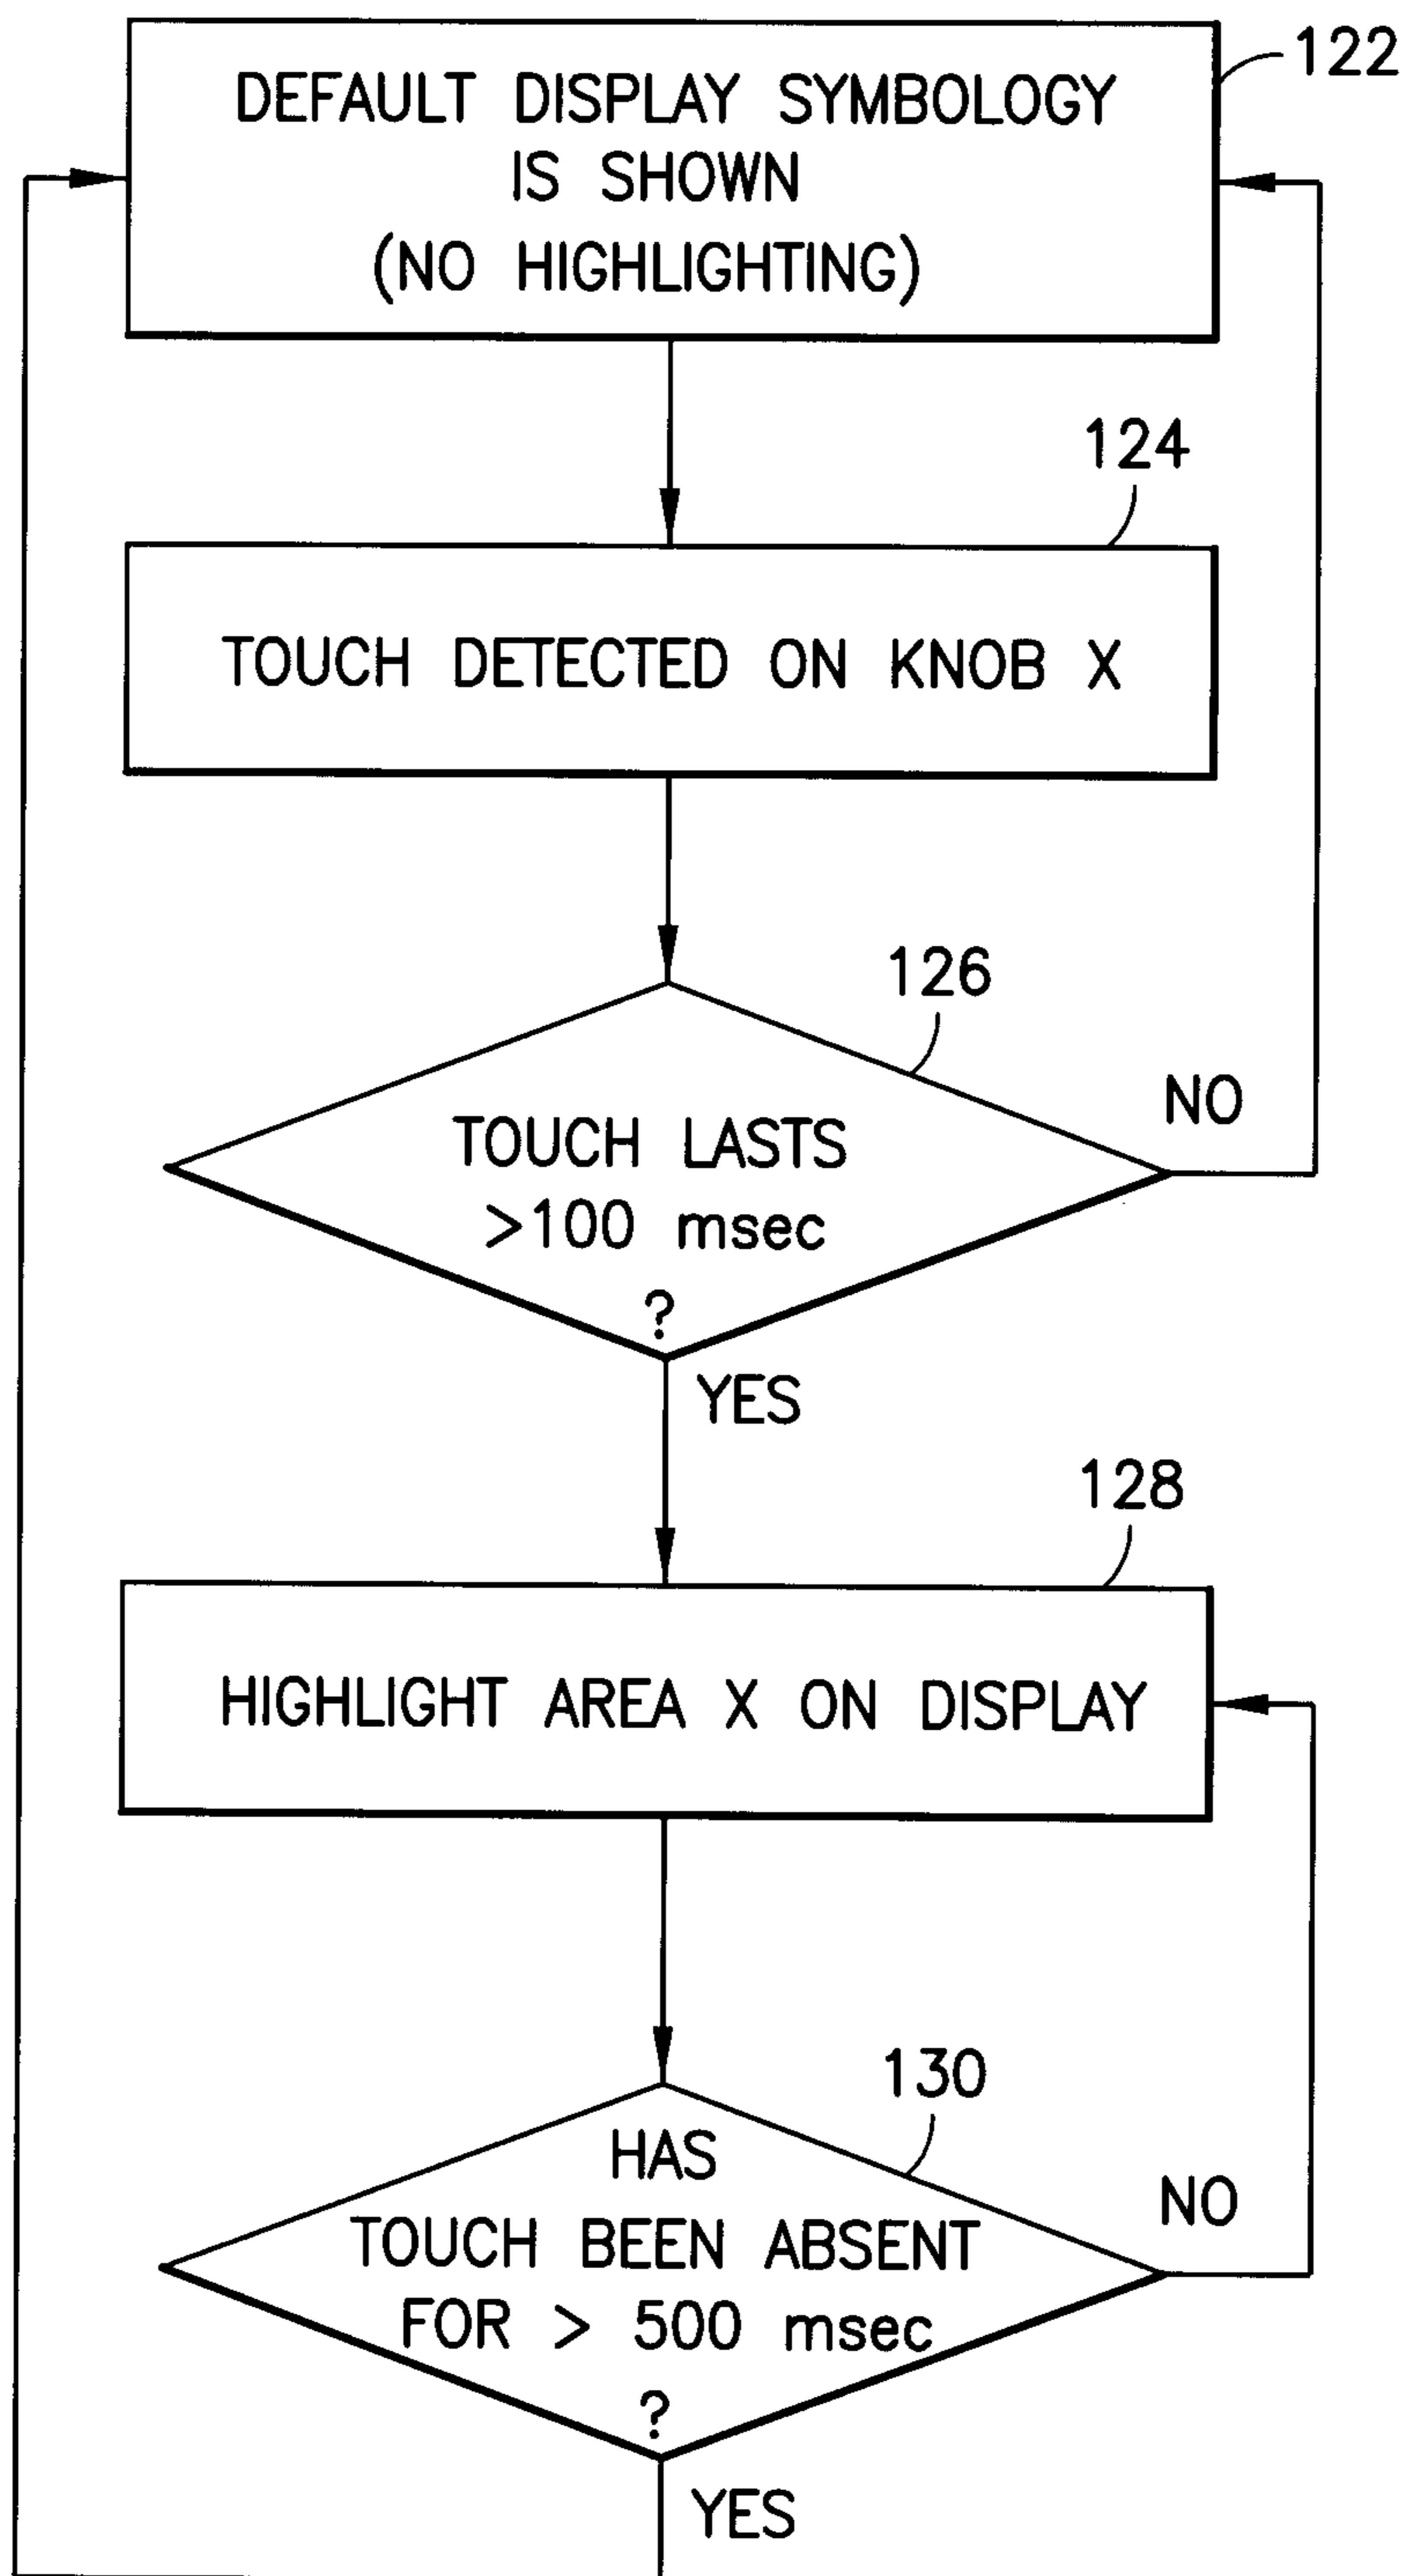 122
DEFAULT DISPLAY SYMBOLOGY
IS SHOWN
(NO HIGHLIGHTING)
124
TOUCH DETECTED ON KNOB X
126
NO
TOUCH LASTS
>100 msec
?
YES
128
HIGHLIGHT AREA X ON DISPLAY
130
HAS
NO
TOUCH BEEN ABSENT
FOR > 500 msec
?
YES